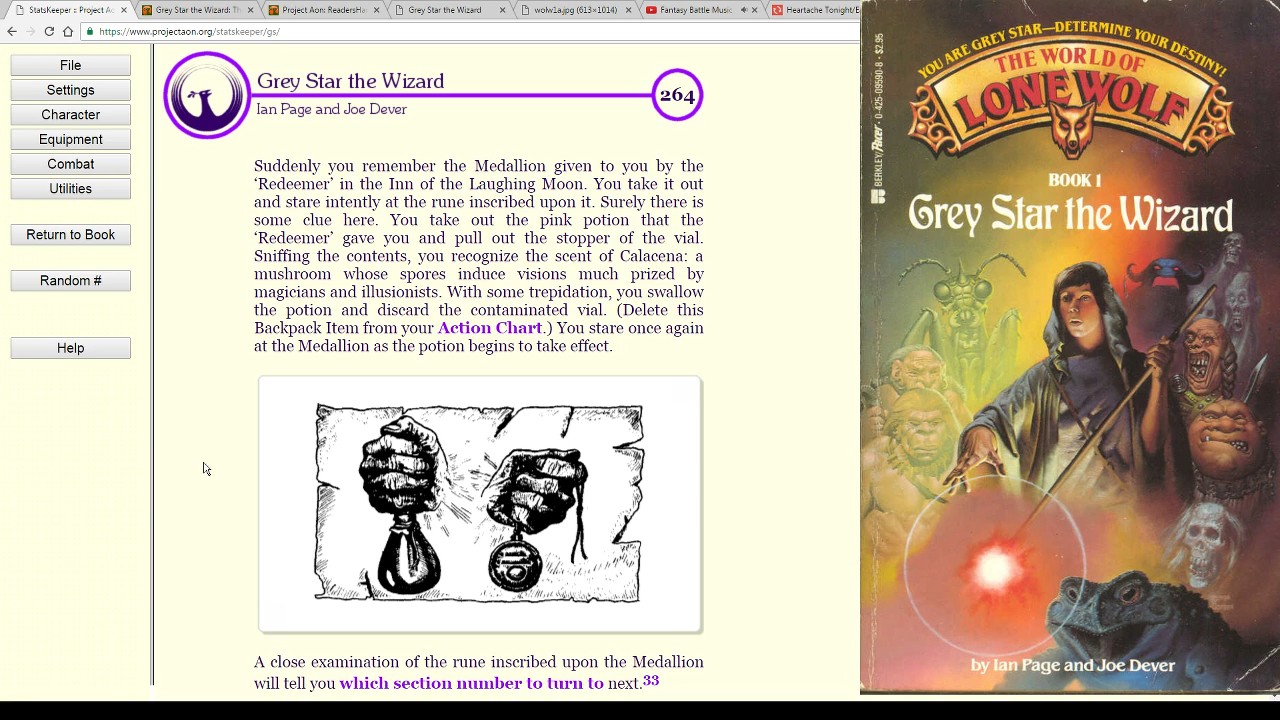 StatsKeeper :: Project A
Grey Star the Wizard: Th
Project Aon: ReadersHa
Grey Star the Wizard
wolw1a.jpg (613×1014)
Fantasy Battle Music
Heartache Tonight/E
https://www.projectaon.org/statskeeper/gs/
File
Settings
Character
Equipment
Combat
Utilities
Return to Book
Random #
Help
Grey Star the Wizard
Ian Page and Joe Dever
264
Suddenly you remember the Medallion given to you by the
‘Redeemer’ in the Inn of the Laughing Moon. You take it out
and stare intently at the rune inscribed upon it. Surely there is
some clue here. You take out the pink potion that the
‘Redeemer’ gave you and pull out the stopper of the vial.
Sniffing the contents, you recognize the scent of Calacena: a
mushroom whose spores induce visions much prized by
magicians and illusionists. With some trepidation, you swallow
the potion and discard the contaminated vial. (Delete this
Backpack Item from your Action Chart.) You stare once again
at the Medallion as the potion begins to take effect.
A close examination of the rune inscribed upon the Medallion
will tell you which section number to turn to next.33
YOU ARE GREY STAR—DETERMINE YOUR DESTINY!
THE WORLD OF
LONE WOLF
BOOK 1
Grey Star the Wizard
BERKLEY/Pacer • 0-425-09590-8 • $2.95
by Ian Page and Joe Dever